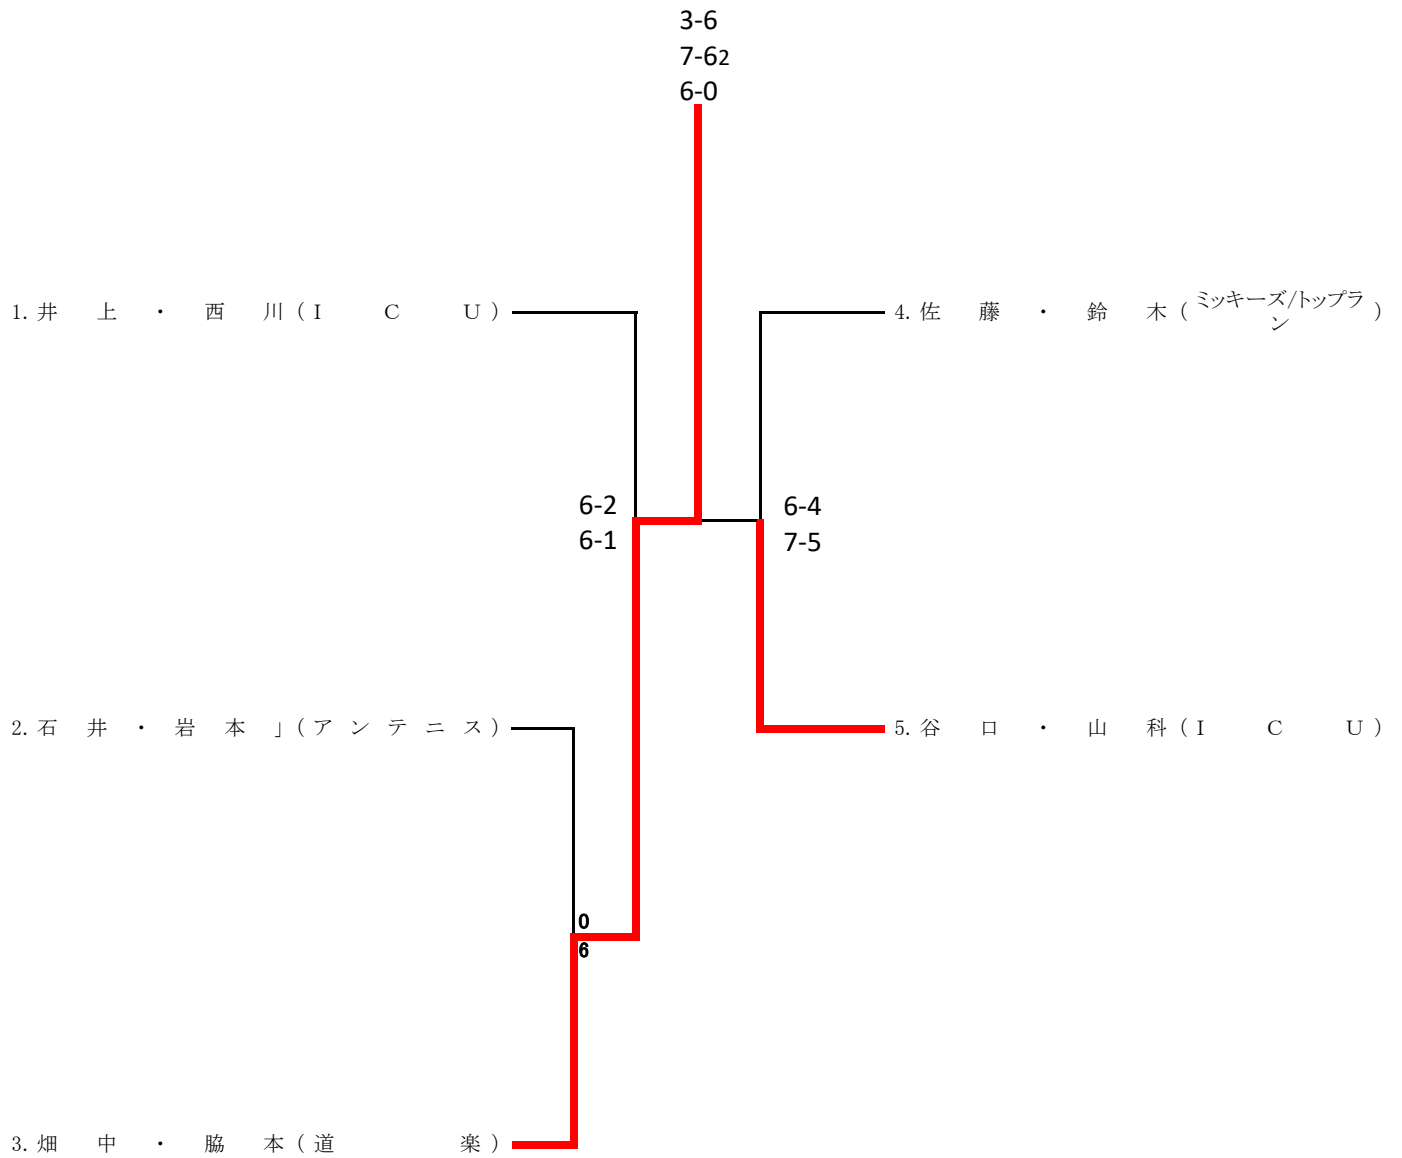 3-6
7-62
6-0
1. 井上・西川(ICU)
4. 佐藤・鈴木(ミッキーズ/トップラ
ン)
6-2
6-1
6-4
7-5
2. 石井・岩本」(アンテニス)
5. 谷口・山科(ICU)
0
6
3. 畑中・脇本(道楽)